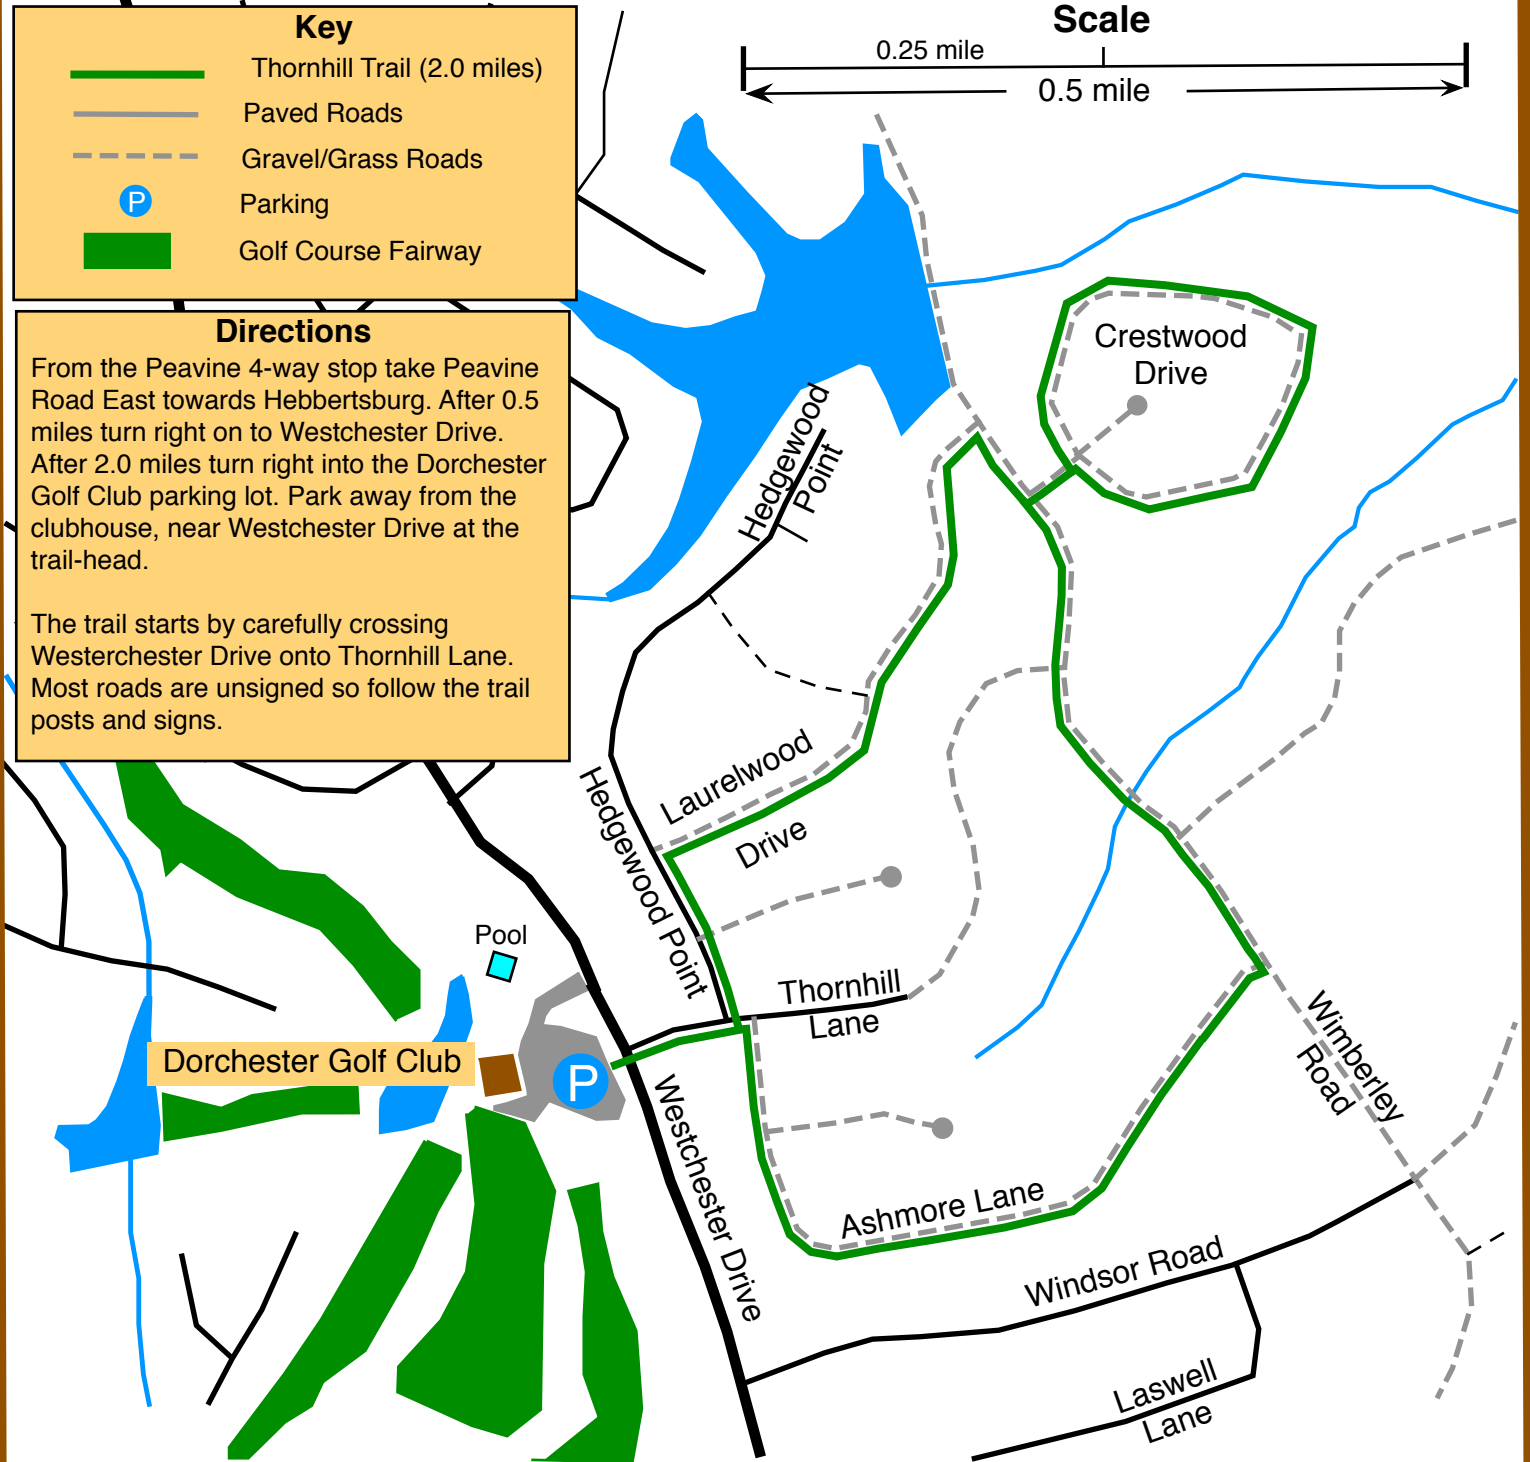 Key
Thornhill Trail (2.0 miles)
Paved Roads
Gravel/Grass Roads
P
Parking
Golf Course Fairway
Scale
0.25 mile
0.5 mile
Directions
From the Peavine 4-way stop take Peavine
Road East towards Hebbertsburg. After 0.5
miles turn right on to Westchester Drive.
After 2.0 miles turn right into the Dorchester
Golf Club parking lot. Park away from the
clubhouse, near Westchester Drive at the
trail-head.
The trail starts by carefully crossing
Westerchester Drive onto Thornhill Lane.
Most roads are unsigned so follow the trail
posts and signs.
Crestwood
Drive
Hedgewood
Point
Laurelwood
Drive
Hedgewood Point
Pool
Thornhill
Lane
Dorchester Golf Club
P
Wimberley
Road
Westchester Drive
Ashmore Lane
Windsor Road
Laswell
Lane